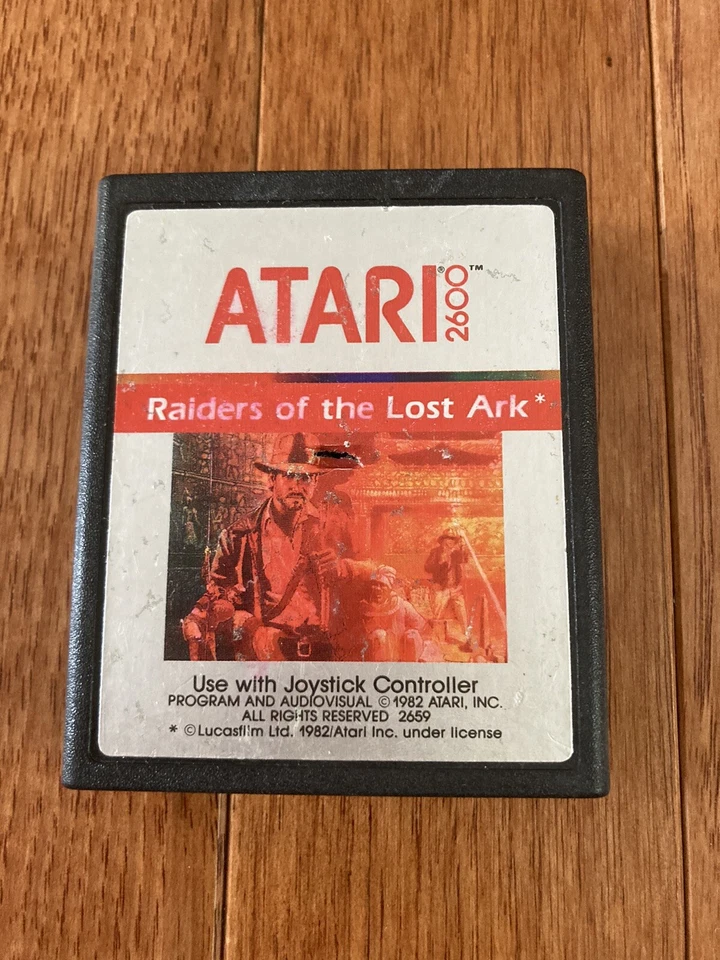 ATARI® 2600™
Raiders of the Lost Ark*
Use with Joystick Controller
PROGRAM AND AUDIOVISUAL © 1982 ATARI, INC.
ALL RIGHTS RESERVED 2659
* ©Lucasfilm Ltd. 1982/Atari Inc. under license